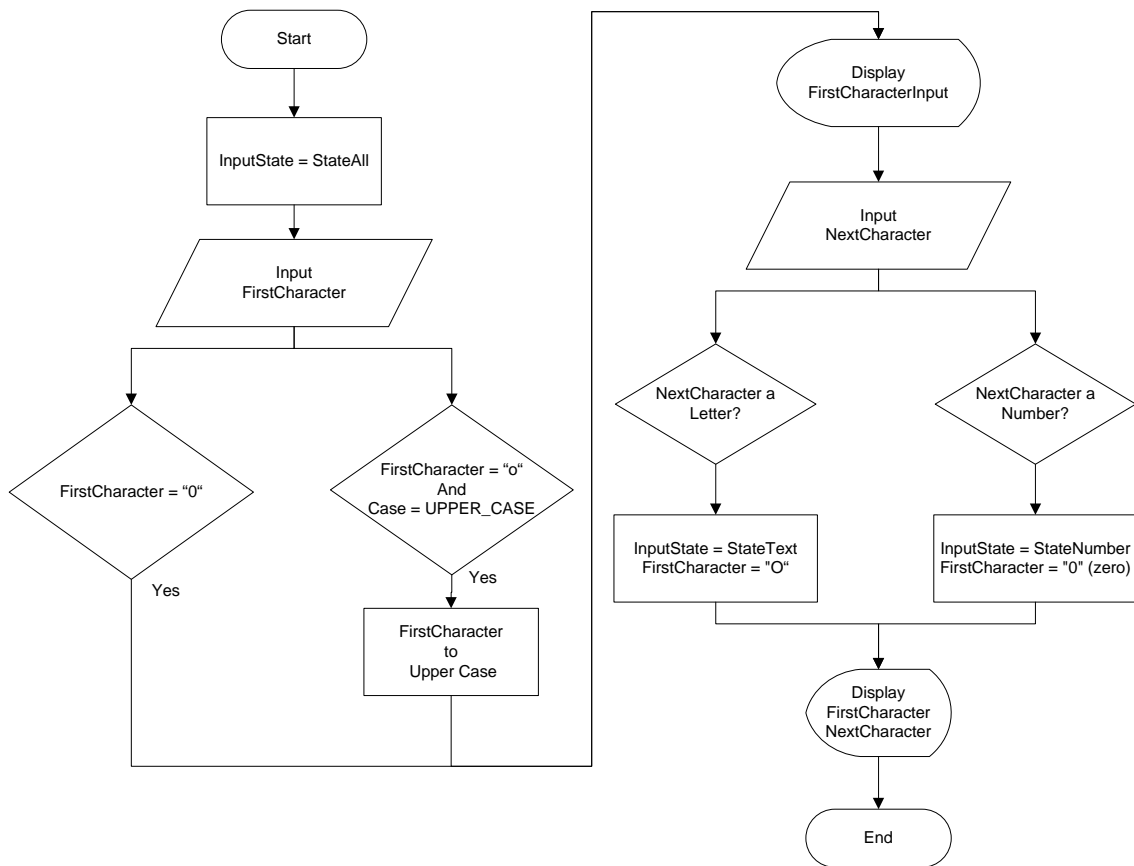 Start
InputState = StateAll
Input
FirstCharacter
FirstCharacter = “0“
Yes
FirstCharacter = “o“
And
Case = UPPER_CASE
Yes
FirstCharacter
to
Upper Case
Display
FirstCharacterInput
Input
NextCharacter
NextCharacter a
Letter?
NextCharacter a
Number?
InputState = StateText
FirstCharacter = "O“
InputState = StateNumber
FirstCharacter = "0" (zero)
Display
FirstCharacter
NextCharacter
End